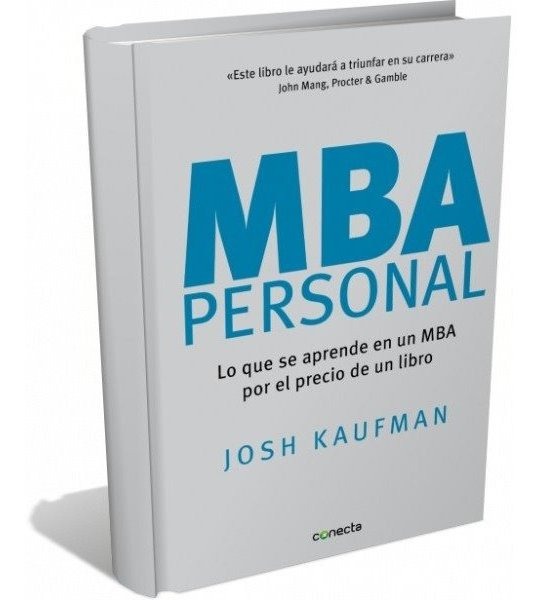 «Este libro le ayudará a triunfar en su carrera»
John Mang, Procter & Gamble
MBA
PERSONAL
Lo que se aprende en un MBA
por el precio de un libro
JOSH KAUFMAN
conecta